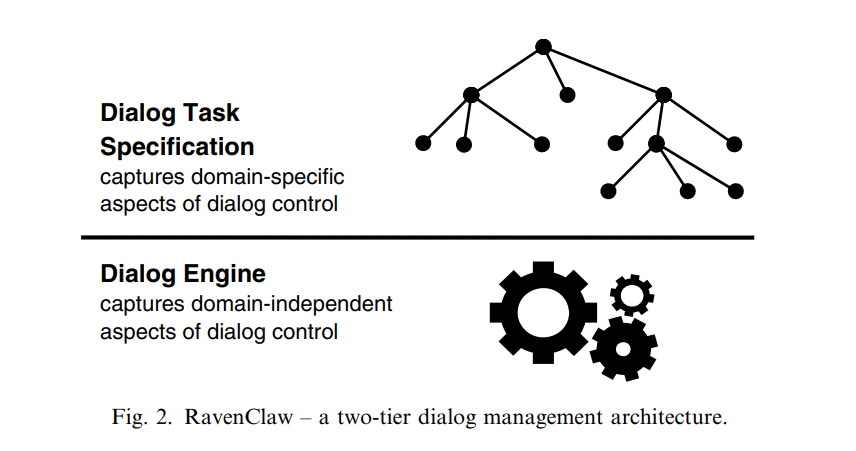 Dialog Task
Specification
captures domain-specific
aspects of dialog control
Dialog Engine
captures domain-independent
aspects of dialog control
Fig. 2. RavenClaw – a two-tier dialog management architecture.